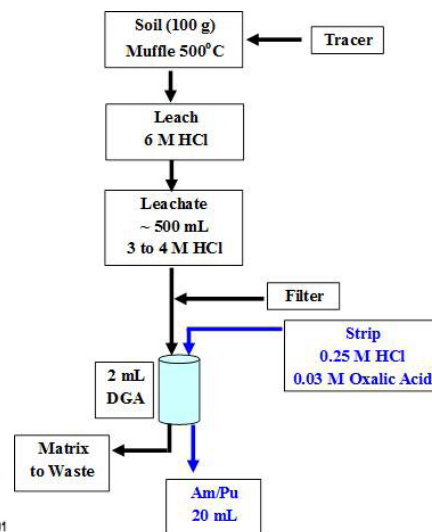 Soil (100 g)
Muffle 500°C
Tracer
Leach
6 M HCl
Leachate
~ 500 mL
3 to 4 M HCl
Filter
Strip
0.25 M HCl
0.03 M Oxalic Acid
2 mL
DGA
Matrix
to Waste
Am/Pu
20 mL